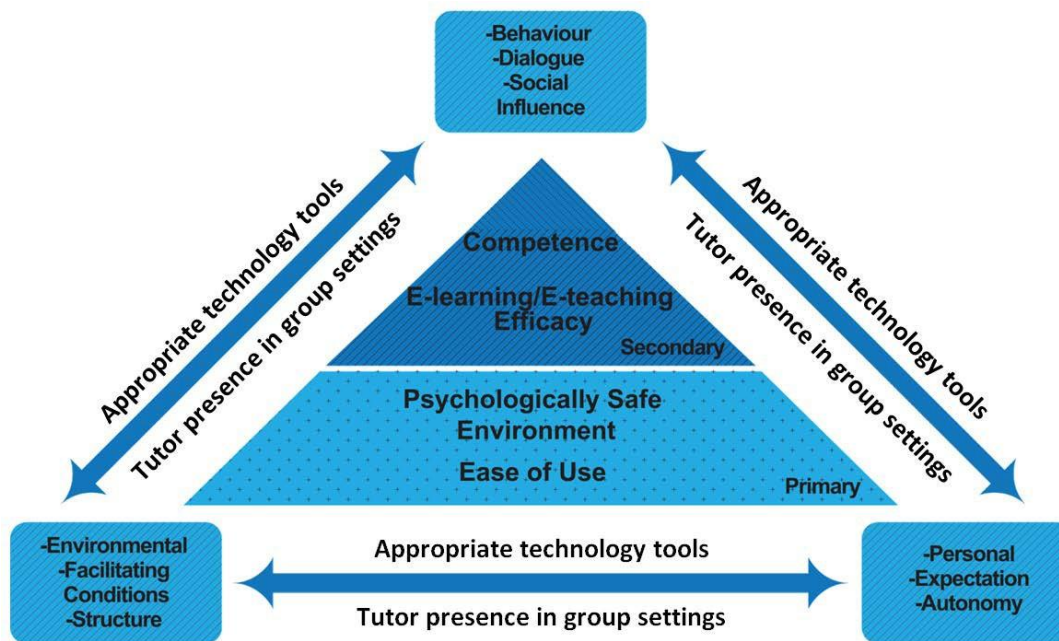 -Behaviour
-Dialogue
-Social
Influence
Appropriate technology tools
Tutor presence in group settings
Appropriate technology tools
Tutor presence in group settings
Competence
E-learning/E-teaching
Efficacy
Secondary
Psychologically Safe
Environment
Ease of Use
Primary
-Environmental
-Facilitating
Conditions
-Structure
Appropriate technology tools
Tutor presence in group settings
-Personal
-Expectation
-Autonomy